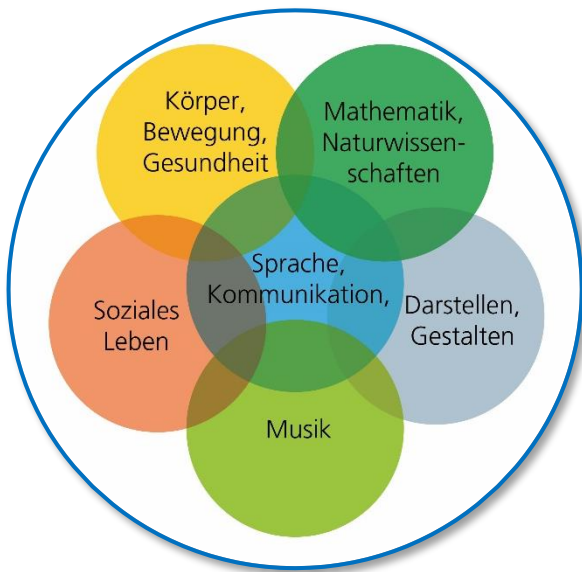 Körper,
Bewegung,
Gesundheit
Mathematik,
Naturwissen-
schaften
Sprache,
Kommunikation,
Soziales
Leben
Darstellen,
Gestalten
Musik